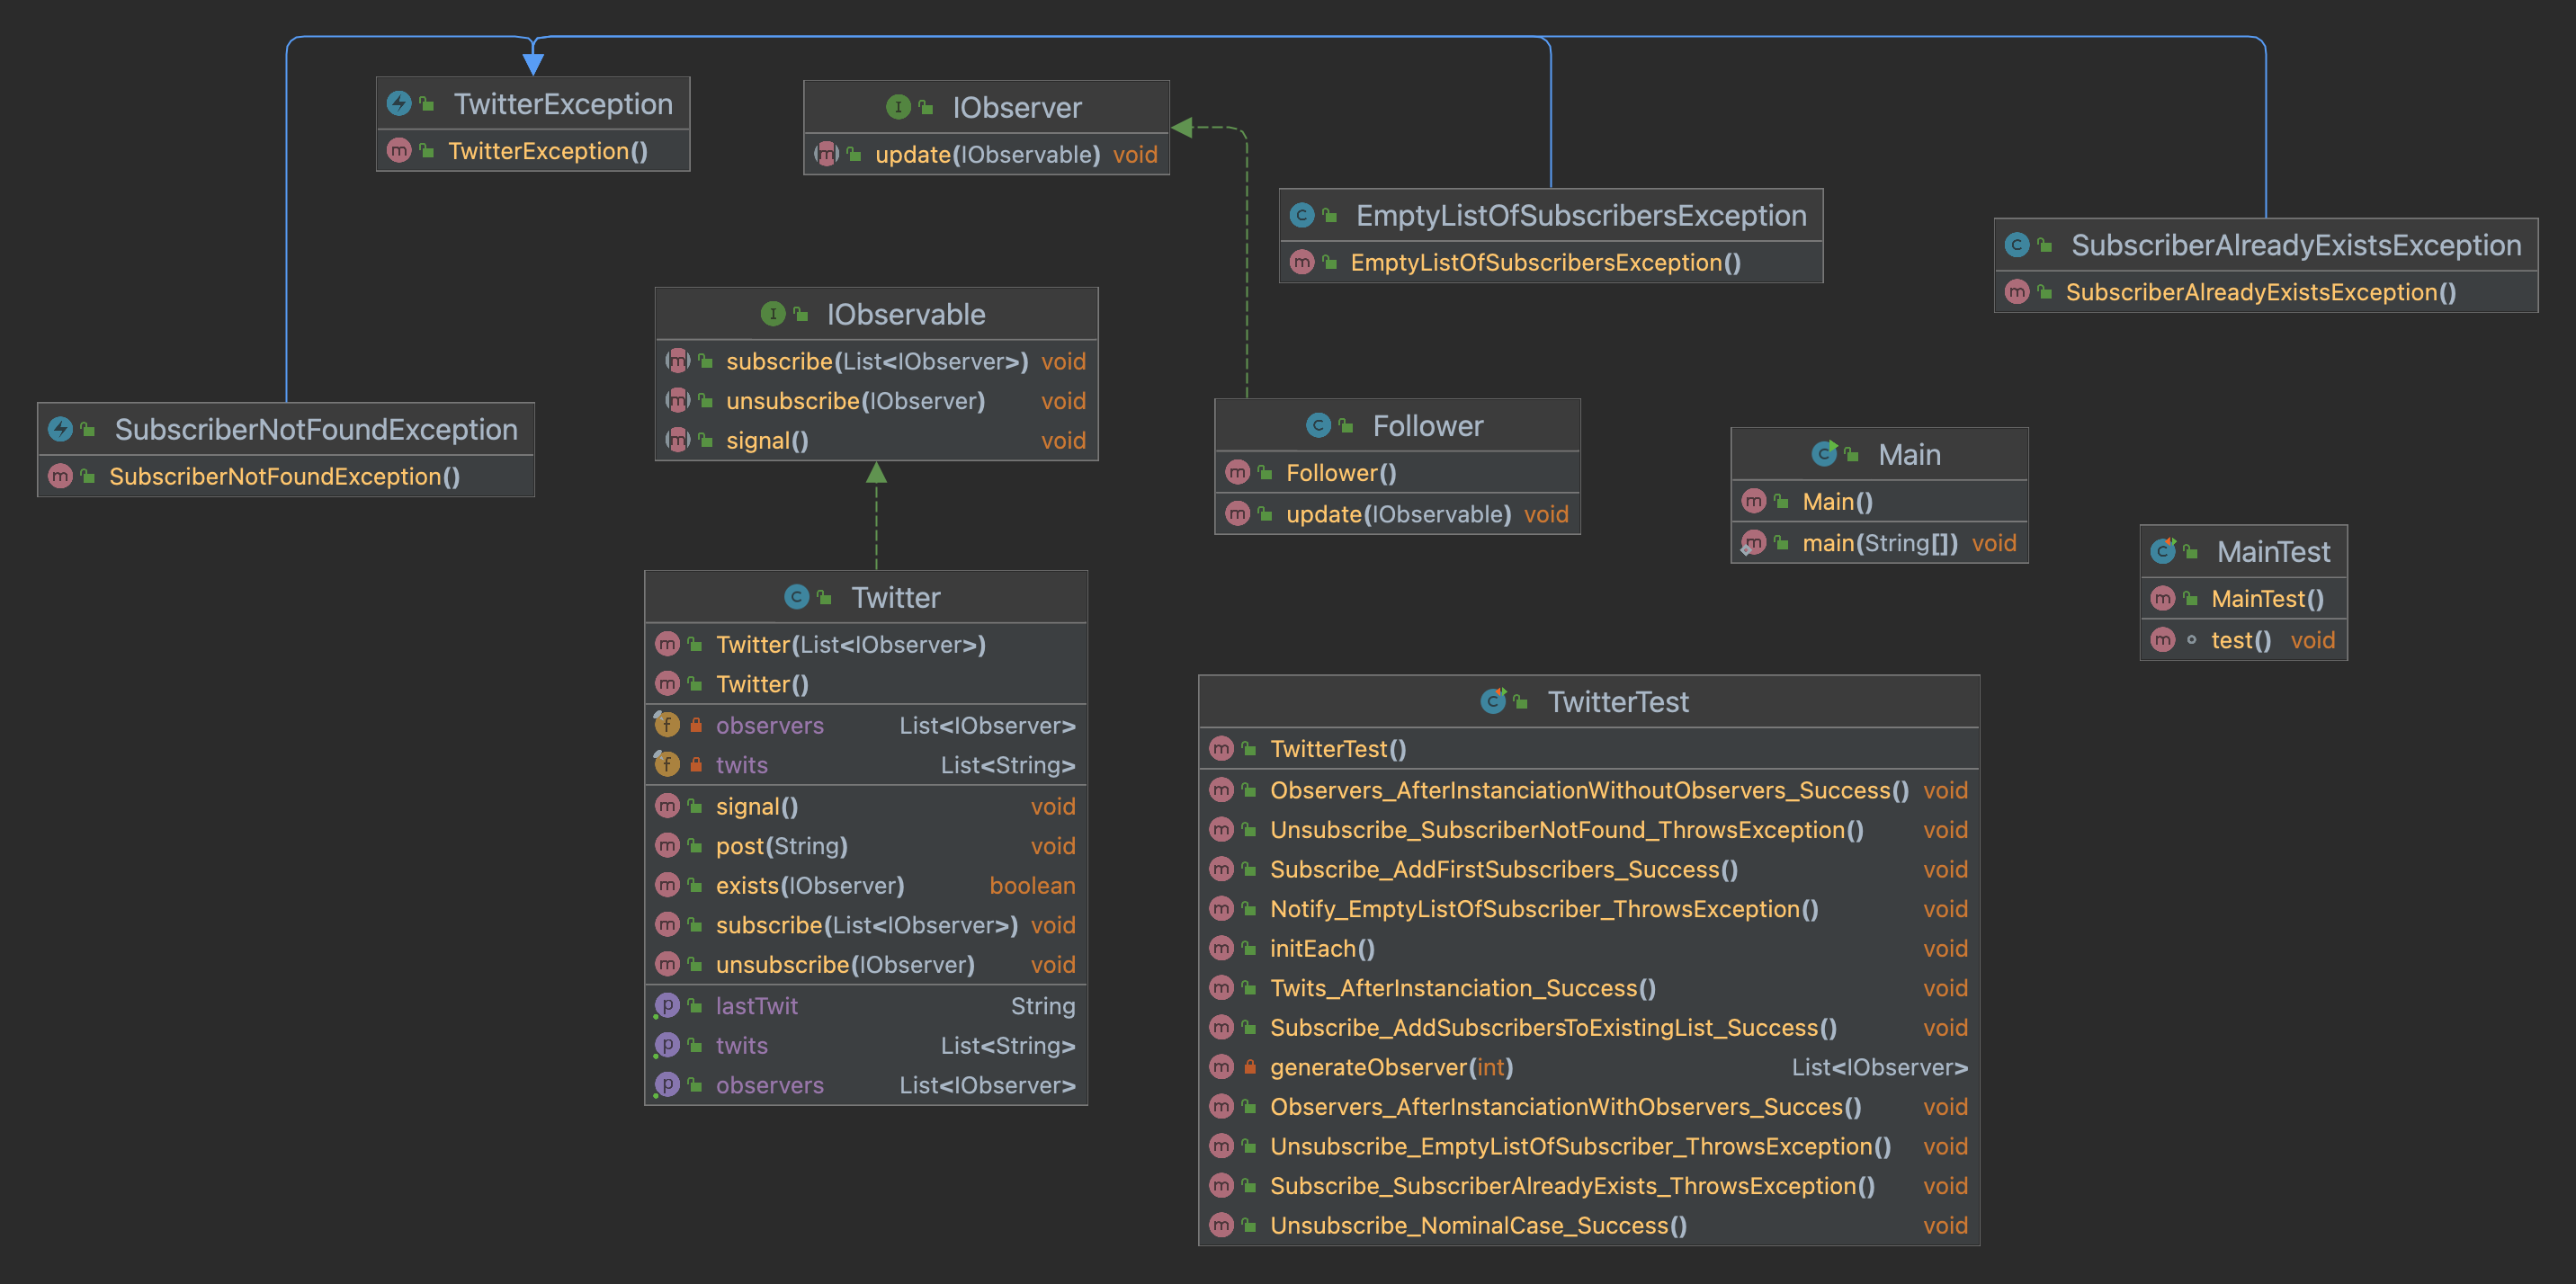 TwitterException
TwitterException()
IObserver
update(IObservable) void
EmptyListOfSubscribersException
EmptyListOfSubscribersException()
SubscriberAlreadyExistsException
SubscriberAlreadyExistsException()
IObservable
subscribe(List<IObserver>) void
unsubscribe(IObserver) void
signal() void
SubscriberNotFoundException
SubscriberNotFoundException()
Follower
Follower()
update(IObservable) void
Main
Main()
main(String[]) void
MainTest
MainTest()
test() void
Twitter
Twitter(List<IObserver>)
Twitter()
observers List<IObserver>
twits List<String>
signal() void
post(String) void
exists(IObserver) boolean
subscribe(List<IObserver>) void
unsubscribe(IObserver) void
lastTwit String
twits List<String>
observers List<IObserver>
TwitterTest
TwitterTest()
Observers_AfterInstanciationWithoutObservers_Success() void
Unsubscribe_SubscriberNotFound_ThrowsException() void
Subscribe_AddFirstSubscribers_Success() void
Notify_EmptyListOfSubscriber_ThrowsException() void
initEach() void
Twits_AfterInstanciation_Success() void
Subscribe_AddSubscribersToExistingList_Success() void
generateObserver(int) List<IObserver>
Observers_AfterInstanciationWithObservers_Succes() void
Unsubscribe_EmptyListOfSubscriber_ThrowsException() void
Subscribe_SubscriberAlreadyExists_ThrowsException() void
Unsubscribe_NominalCase_Success() void